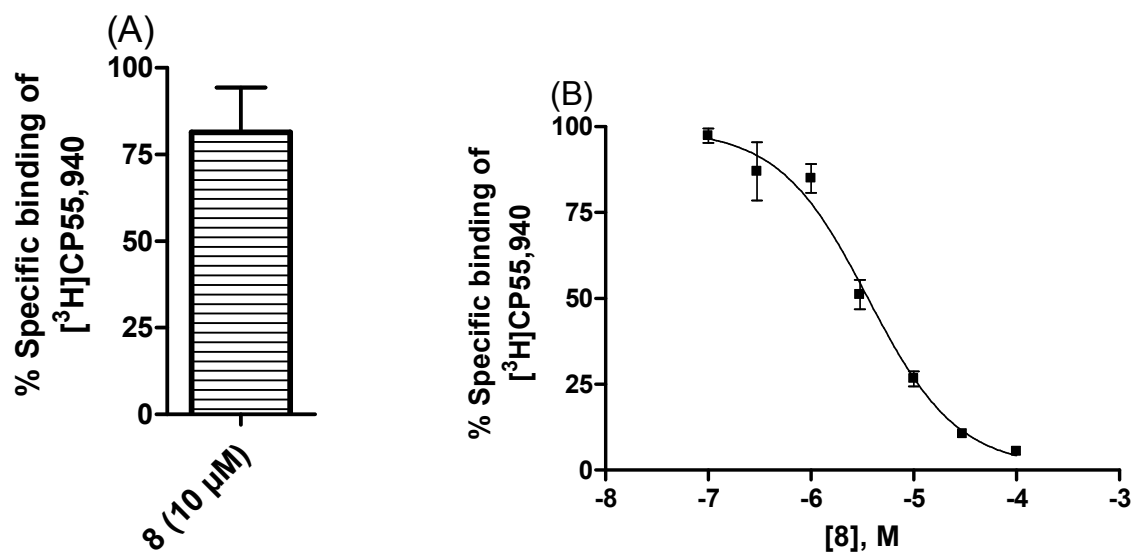 (A)
% Specific binding of
[³H]CP55,940
100
75
50
25
0
8 (10 µM)
(B)
% Specific binding of
[³H]CP55,940
100
75
50
25
0
-8
-7
-6
-5
-4
-3
[8], M